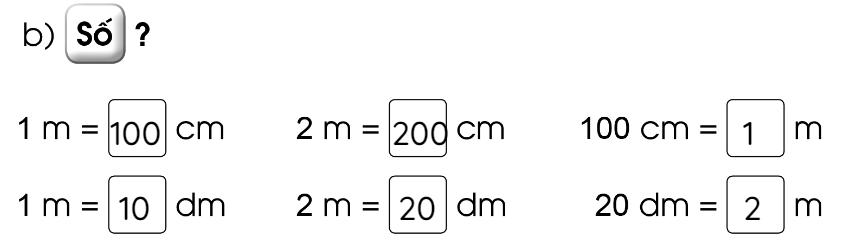 b) Số ?
1 m = 100 cm 2 m = 200 cm 100 cm = 1 m
1 m = 10 dm 2 m = 20 dm 20 dm = 2 m